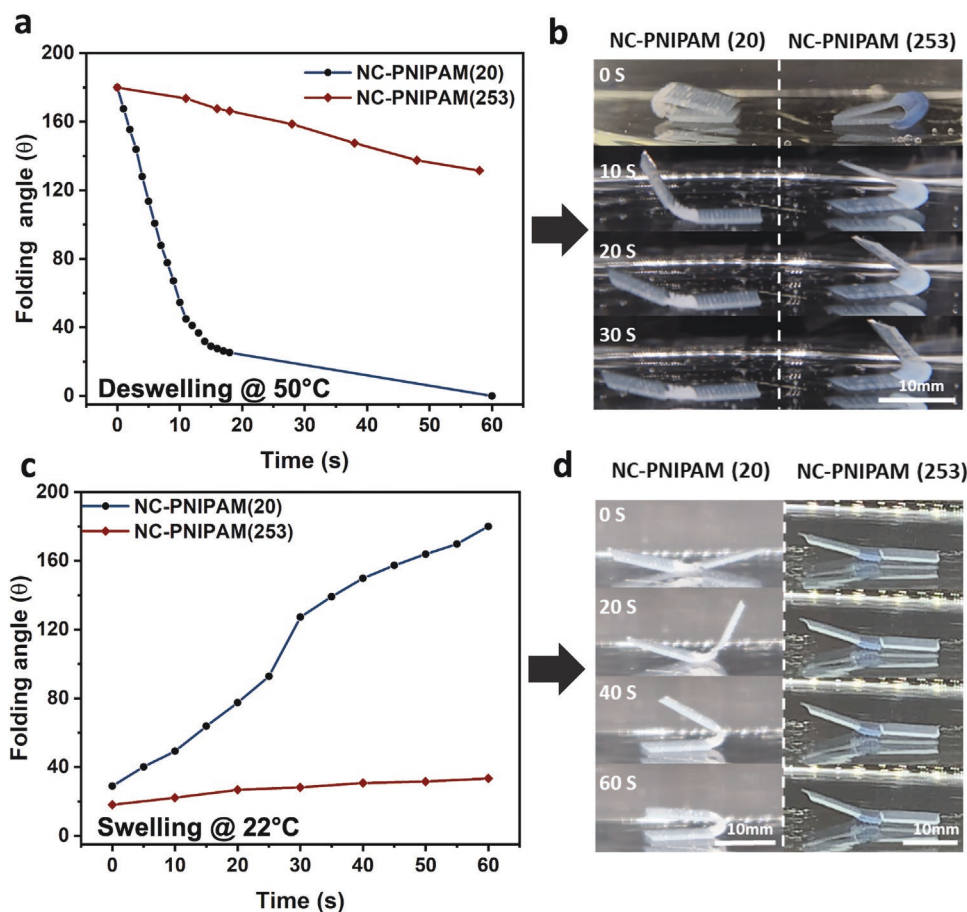 a
NC-PNIPAM(20)
NC-PNIPAM(253)
Folding angle (θ)
200
160
120
80
40
0
Deswelling @ 50°C
0 10 20 30 40 50 60
Time (s)
b
NC-PNIPAM (20) NC-PNIPAM (253)
0 S
10 S
20 S
30 S
10mm
c
NC-PNIPAM(20)
NC-PNIPAM(253)
Folding angle (θ)
200
160
120
80
40
0
Swelling @ 22°C
0 10 20 30 40 50 60
Time (s)
d
NC-PNIPAM (20) NC-PNIPAM (253)
0 S
20 S
40 S
60 S
10mm
10mm